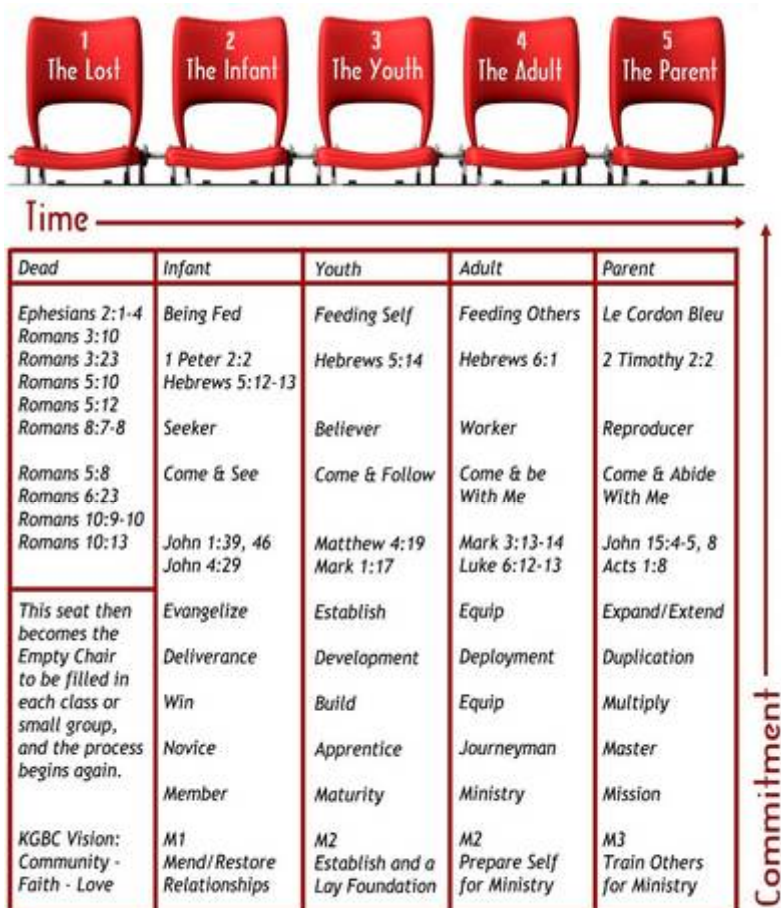 1
The Lost
2
The Infant
3
The Youth
4
The Adult
5
The Parent
Time
Commitment
Dead
Ephesians 2:1-4
Romans 3:10
Romans 3:23
Romans 5:10
Romans 5:12
Romans 8:7-8
Romans 5:8
Romans 6:23
Romans 10:9-10
Romans 10:13
This seat then
becomes the
Empty Chair
to be filled in
each class or
small group,
and the process
begins again.
KGBC Vision:
Community -
Faith - Love
Infant
Being Fed
1 Peter 2:2
Hebrews 5:12-13
Seeker
Come & See
John 1:39, 46
John 4:29
Evangelize
Deliverance
Win
Novice
Member
M1
Mend/Restore
Relationships
Youth
Feeding Self
Hebrews 5:14
Believer
Come & Follow
Matthew 4:19
Mark 1:17
Establish
Development
Build
Apprentice
Maturity
M2
Establish and a
Lay Foundation
Adult
Feeding Others
Hebrews 6:1
Worker
Come & be
With Me
Mark 3:13-14
Luke 6:12-13
Equip
Deployment
Equip
Journeyman
Ministry
M2
Prepare Self
for Ministry
Parent
Le Cordon Bleu
2 Timothy 2:2
Reproducer
Come & Abide
With Me
John 15:4-5, 8
Acts 1:8
Expand/Extend
Duplication
Multiply
Master
Mission
M3
Train Others
for Ministry